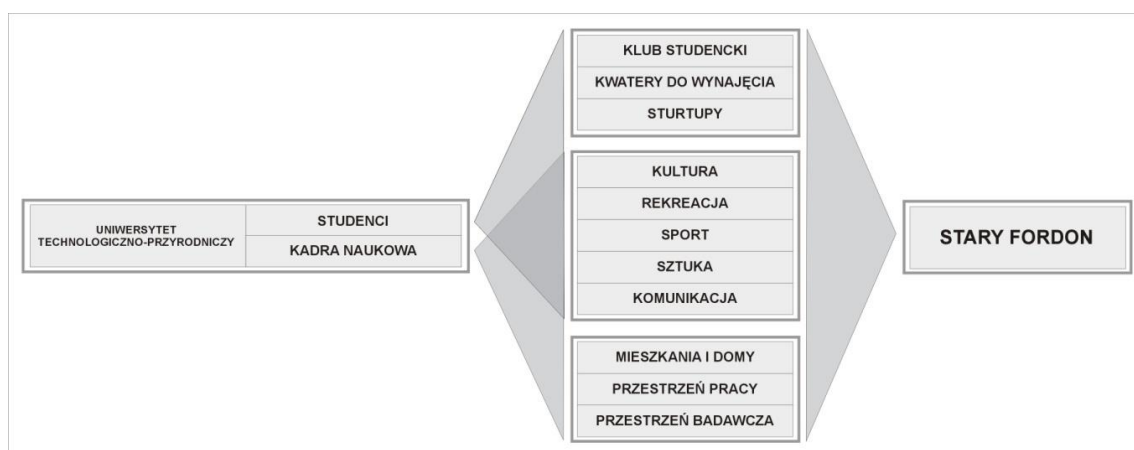 UNIWERSYTET
TECHNOLOGICZNO-PRZYRODNICZY
STUDENCI
KADRA NAUKOWA
KLUB STUDENCKI
KWATERY DO WYNAJĘCIA
STURTUPY
KULTURA
REKREACJA
SPORT
SZTUKA
KOMUNIKACJA
MIESZKANIA I DOMY
PRZESTRZEŃ PRACY
PRZESTRZEŃ BADAWCZA
STARY FORDON